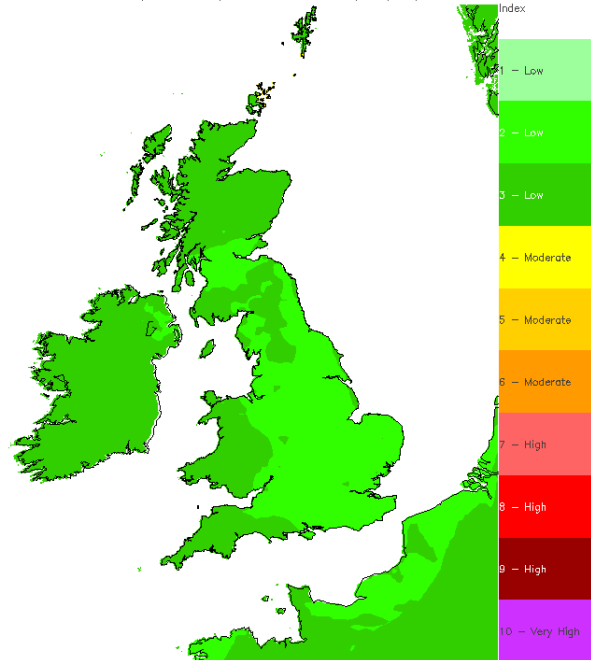 Index
1 - Low
2 - Low
3 - Low
4 - Moderate
5 - Moderate
6 - Moderate
7 - High
8 - High
9 - High
10 - Very High